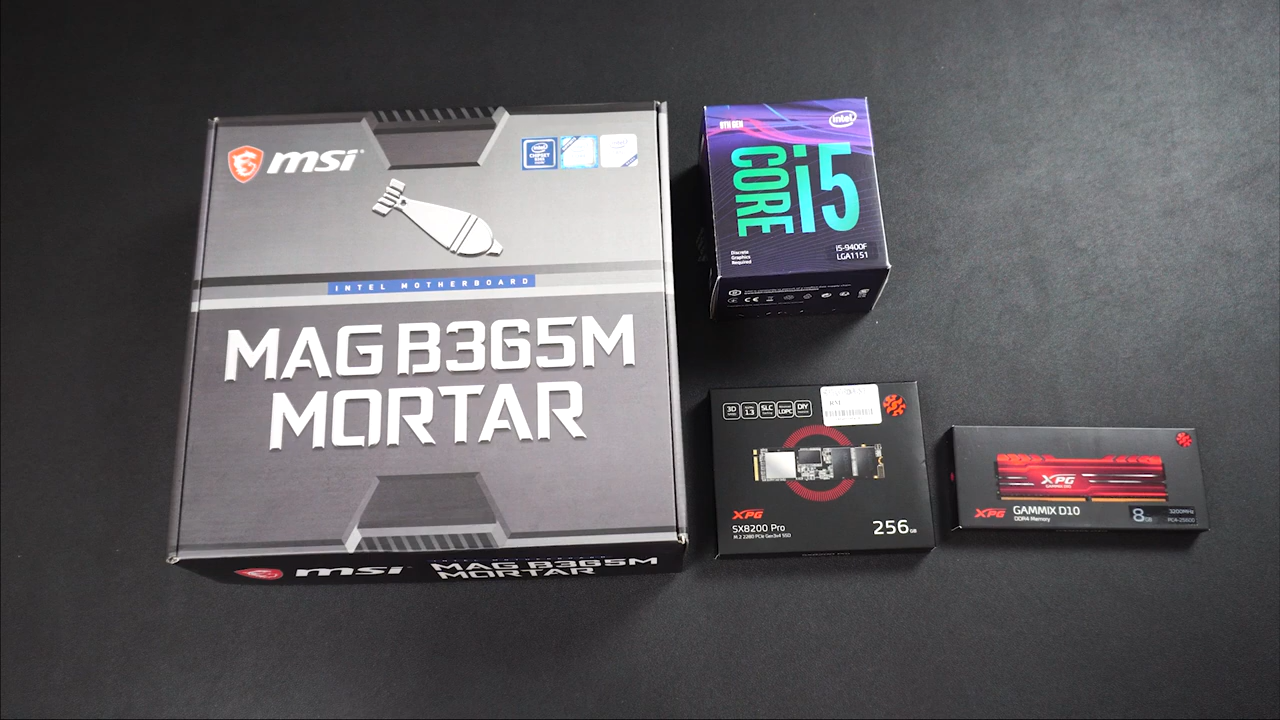 msi
INTEL MOTHERBOARD
MAG B365M
MORTAR
msi MAG B365M
MORTAR
9TH GEN
intel
CORE i5
Discrete
Graphics
Required
i5-9400F
LGA1151
3D
1.3
SLC
LDPC
DIY
XPG
SX8200 Pro
M.2 2280 PCIe Gen3x4 SSD
256GB
XPG
GAMMIX D10
XPG
GAMMIX D10
DDR4 Memory
8GB
3200MHz
PC4-25600